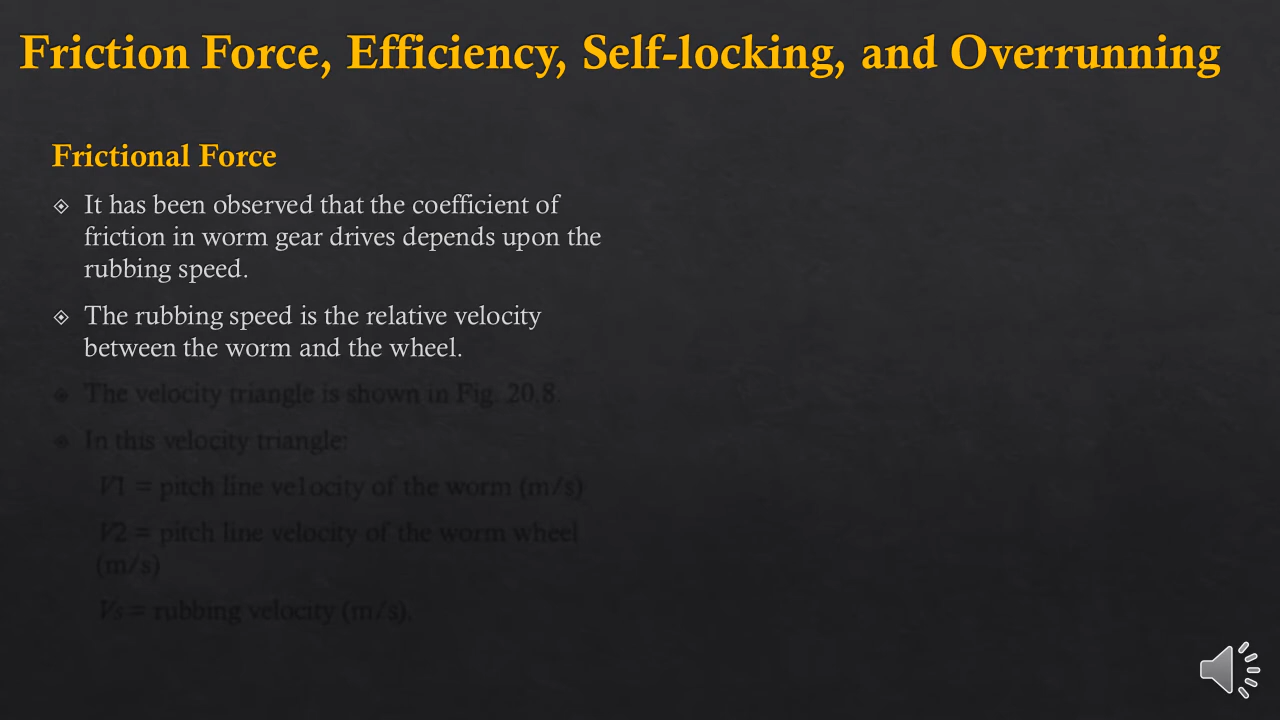 Friction Force, Efficiency, Self-locking, and Overrunning
Frictional Force
It has been observed that the coefficient of
friction in worm gear drives depends upon the
rubbing speed.
The rubbing speed is the relative velocity
between the worm and the wheel.
The velocity triangle is shown in Fig. 20.8.
In this velocity triangle:
V1 = pitch line velocity of the worm (m/s)
V2 = pitch line velocity of the worm wheel
(m/s)
Vs = rubbing velocity (m/s).